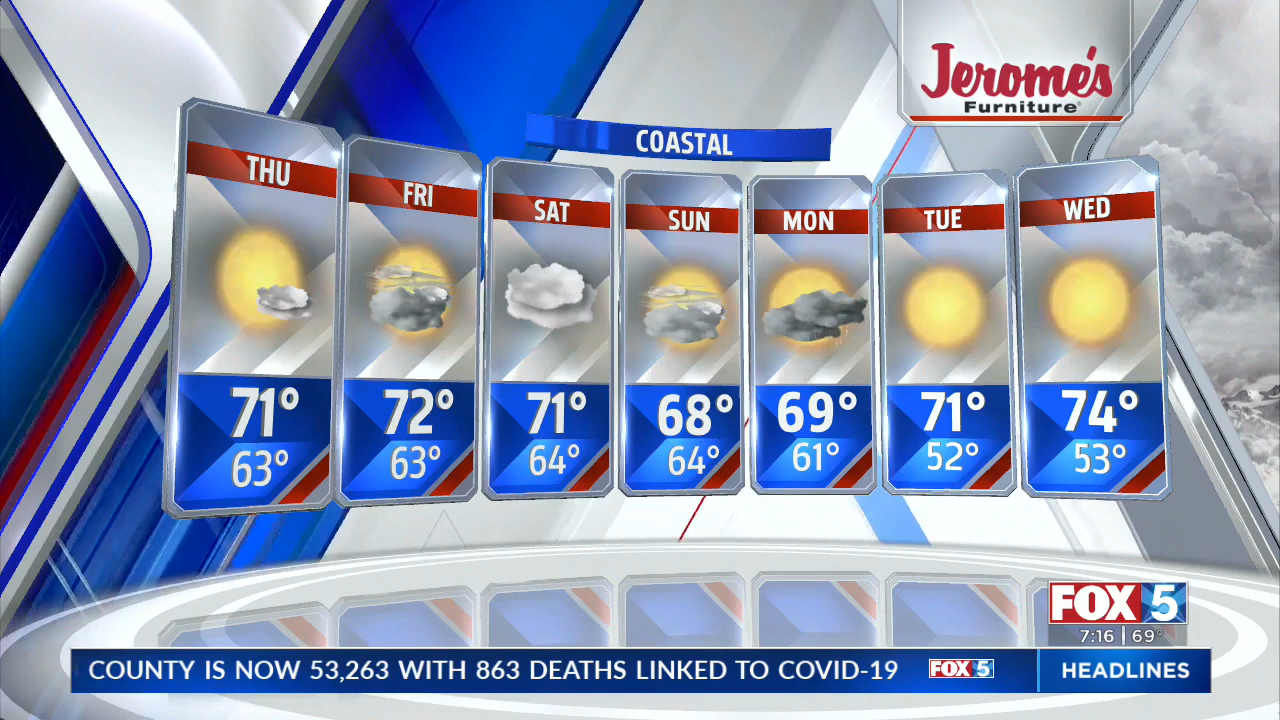 Jerome's
Furniture
COASTAL
THU
FRI
SAT
SUN
MON
TUE
WED
71°
72°
71°
68°
69°
71°
74°
63°
63°
64°
64°
61°
52°
53°
FOX 5
7:16 | 69°
COUNTY IS NOW 53,263 WITH 863 DEATHS LINKED TO COVID-19 FOX 5 HEADLINES